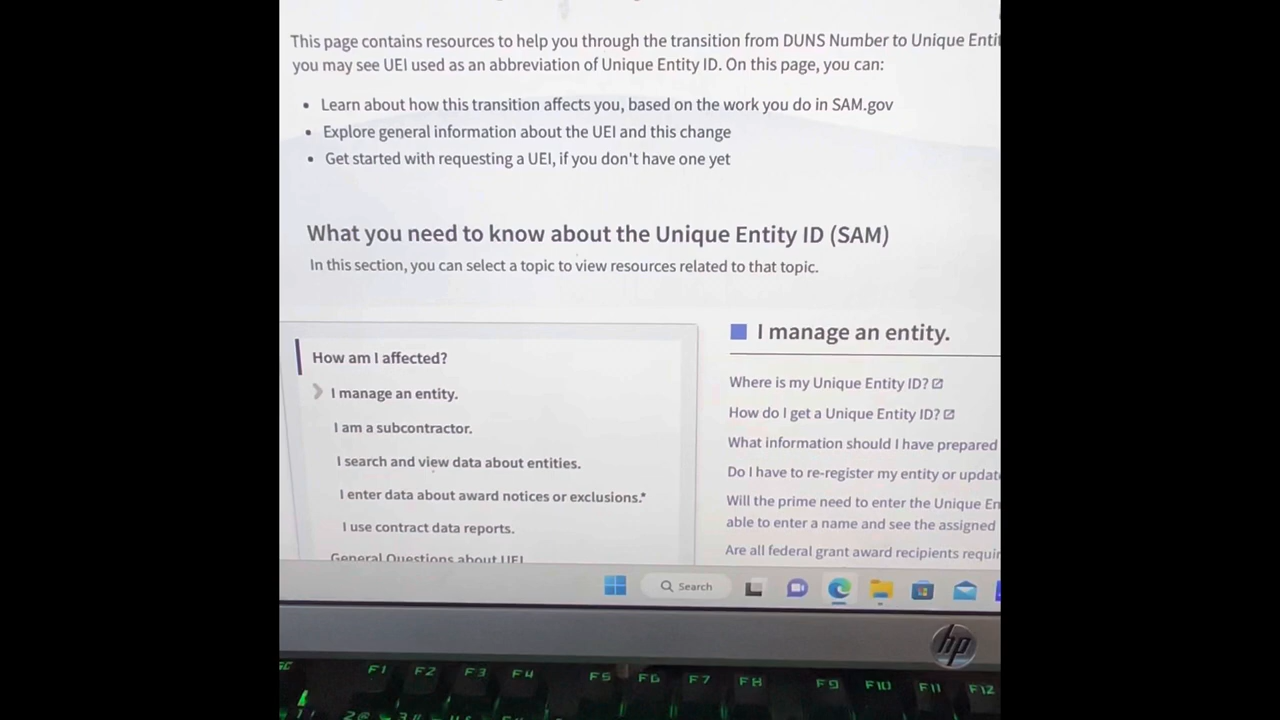 This page contains resources to help you through the transition from DUNS Number to Unique
you may see UEI used as an abbreviation of Unique Entity ID. On this page, you can:
• Learn about how this transition affects you, based on the work you do in SAM.gov
• Explore general information about the UEI and this change
• Get started with requesting a UEI, if you don't have one yet
What you need to know about the Unique Entity ID (SAM)
In this section, you can select a topic to view resources related to that topic.
How am I affected?
I manage an entity.
I am a subcontractor.
I search and view data about entities.
I enter data about award notices or exclusions.*
I use contract data reports.
General Questions about UEI
I manage an entity.
Where is my Unique Entity ID?
How do I get a Unique Entity ID?
What information should I have prepared
Do I have to re-register my entity or
Will the prime need to enter the Unique
able to enter a name and see the assigned
Are all federal grant award recipients
Search
hp
F1 F2 F3 F4 F5 F6 F7 F8 F9 F10 F11 F12